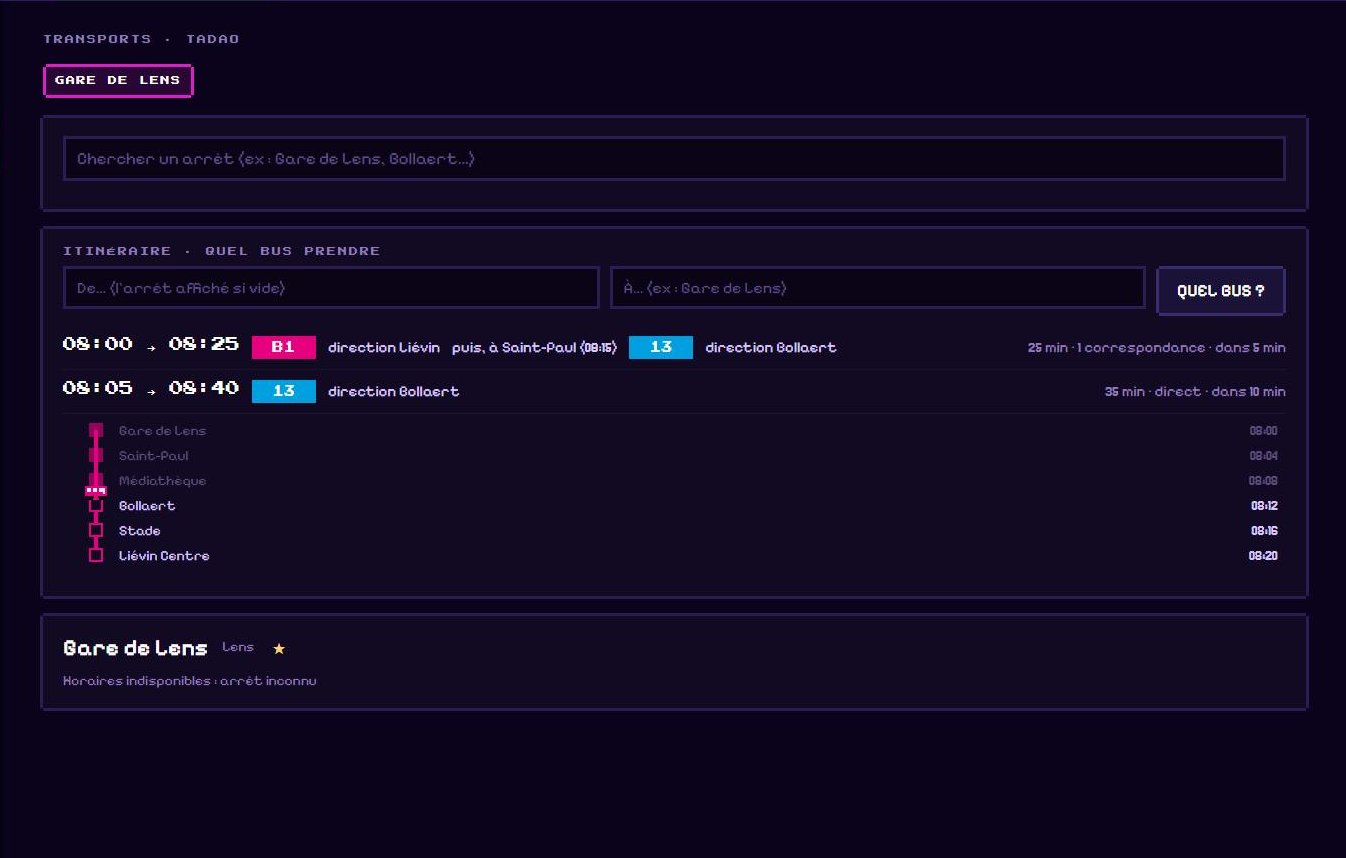 TRANSPORTS · TADAO
GARE DE LENS
Chercher un arrêt (ex : Gare de Lens, Bollaert...)
ITINéRAIRE · QUEL BUS PRENDRE
De... (l'arrêt affiché si vide)
À... (ex : Gare de Lens)
QUEL BUS ?
08:00 → 08:25 B1 direction Liévin puis, à Saint-Paul (08:15) 13 direction Bollaert 25 min · 1 correspondance · dans 5 min
08:05 → 08:40 13 direction Bollaert 35 min · direct · dans 10 min
Gare de Lens 08:00
Saint-Paul 08:04
Médiathèque 08:08
Bollaert 08:12
Stade 08:16
Liévin Centre 08:20
Gare de Lens Lens ★
Horaires indisponibles : arrêt inconnu